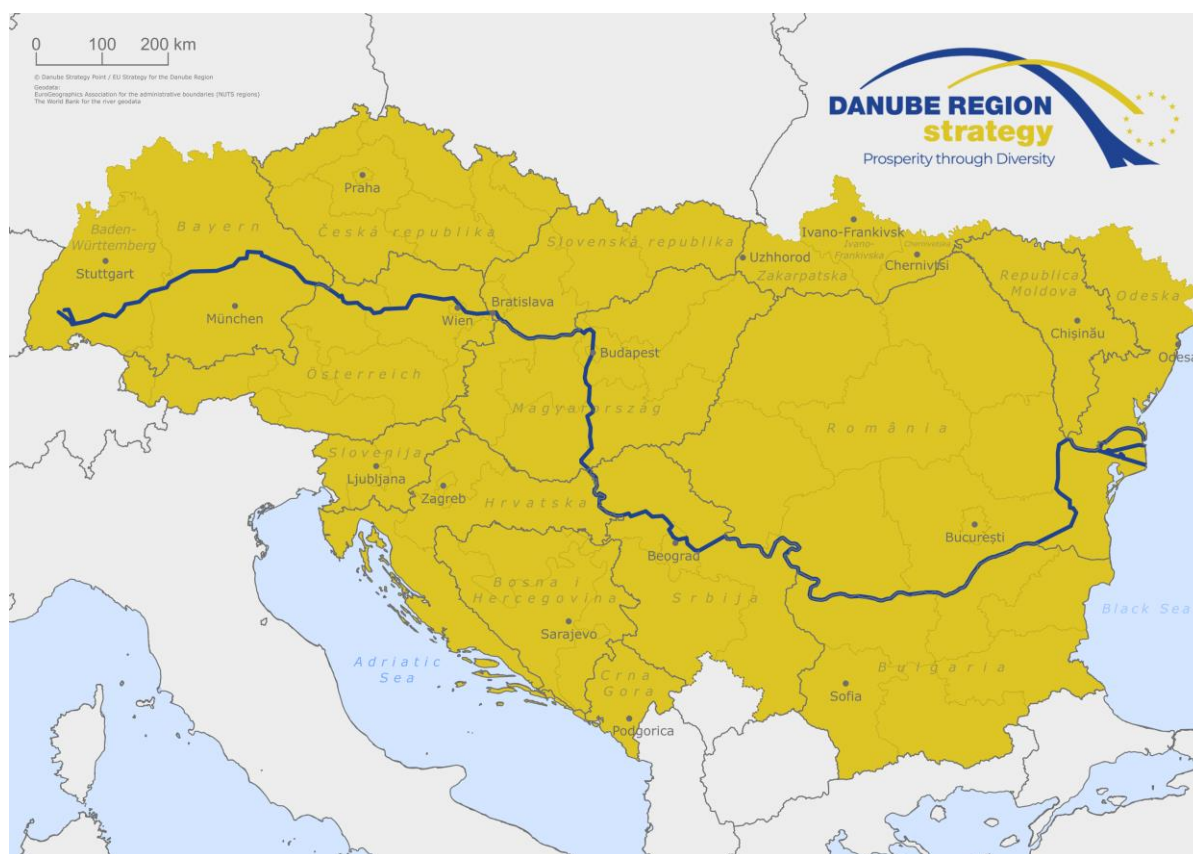 0 100 200 km
© Danube Strategy Point / EU Strategy for the Danube Region
Geodata:
EuroGeographics Association for the administrative boundaries (NUTS regions)
The World Bank for the river geodata
DANUBE REGION
strategy
Prosperity through Diversity
Praha
Baden-
Württemberg
Bayern
Česká republika
Stuttgart
München
Wien
Bratislava
Slovenská republika
Uzhhorod
Zakarpatska
Ivano-Frankivsk
Ivano-
Frankivska
Chernivetska
Chernivtsi
Republica
Moldova
Odeska
Chișinău
Odesa
Budapest
Österreich
Magyarország
România
Slovenija
Ljubljana
Zagreb
Hrvatska
Beograd
București
Bosna i
Hercegovina
Srbija
Sarajevo
Black Sea
Adriatic
Sea
Crna
Gora
Podgorica
Bulgaria
Sofia